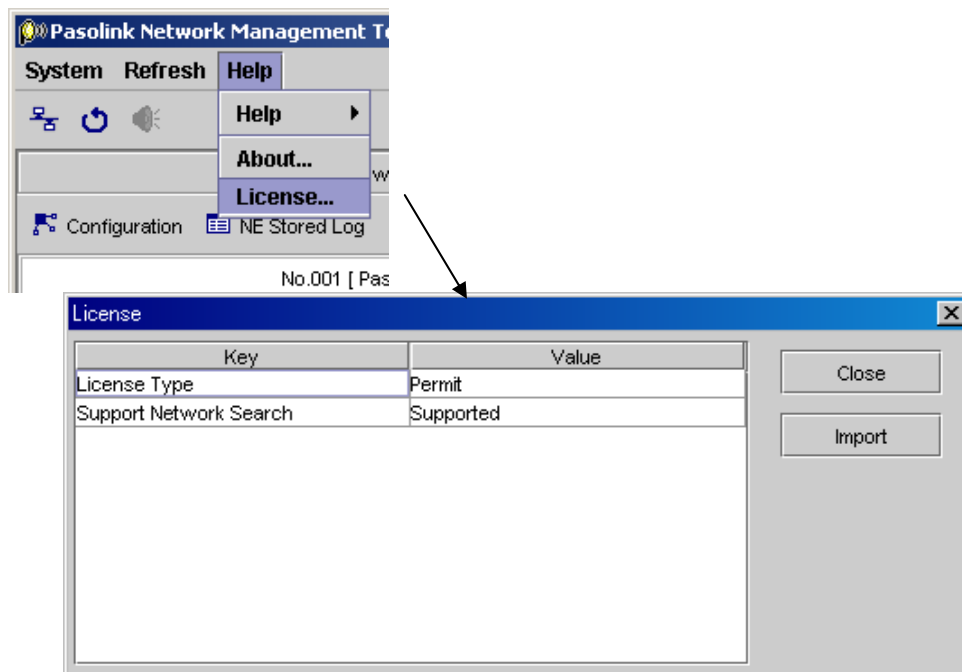 Pasolink Network Management T
System Refresh Help
Help
About...
License...
Configuration NE Stored Log
No.001 [ Pas
License
Key Value
License Type Permit
Support Network Search Supported
Close
Import